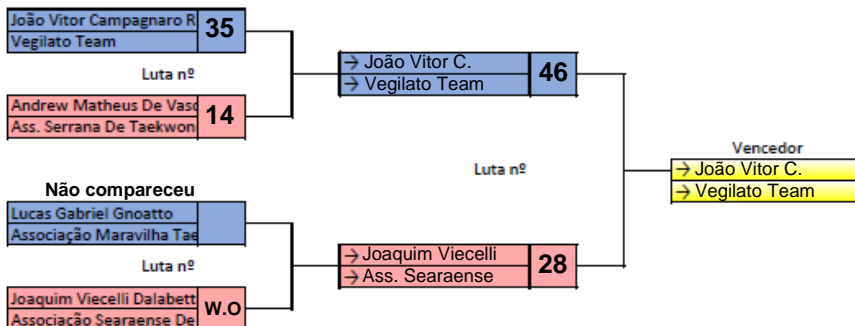 João Vitor Campagnaro R 35
Vegilato Team
Luta nº
Andrew Matheus De Vasc 14
Ass. Serrana De Taekwon
→ João Vitor C. 46
→ Vegilato Team
Luta nº
Vencedor
→ João Vitor C.
→ Vegilato Team
Não compareceu
Lucas Gabriel Gnoatto
Associação Maravilha Tae
Luta nº
Joaquim Viecelli Dalabett W.O
Associação Searaense De
→ Joaquim Viecelli 28
→ Ass. Searaense